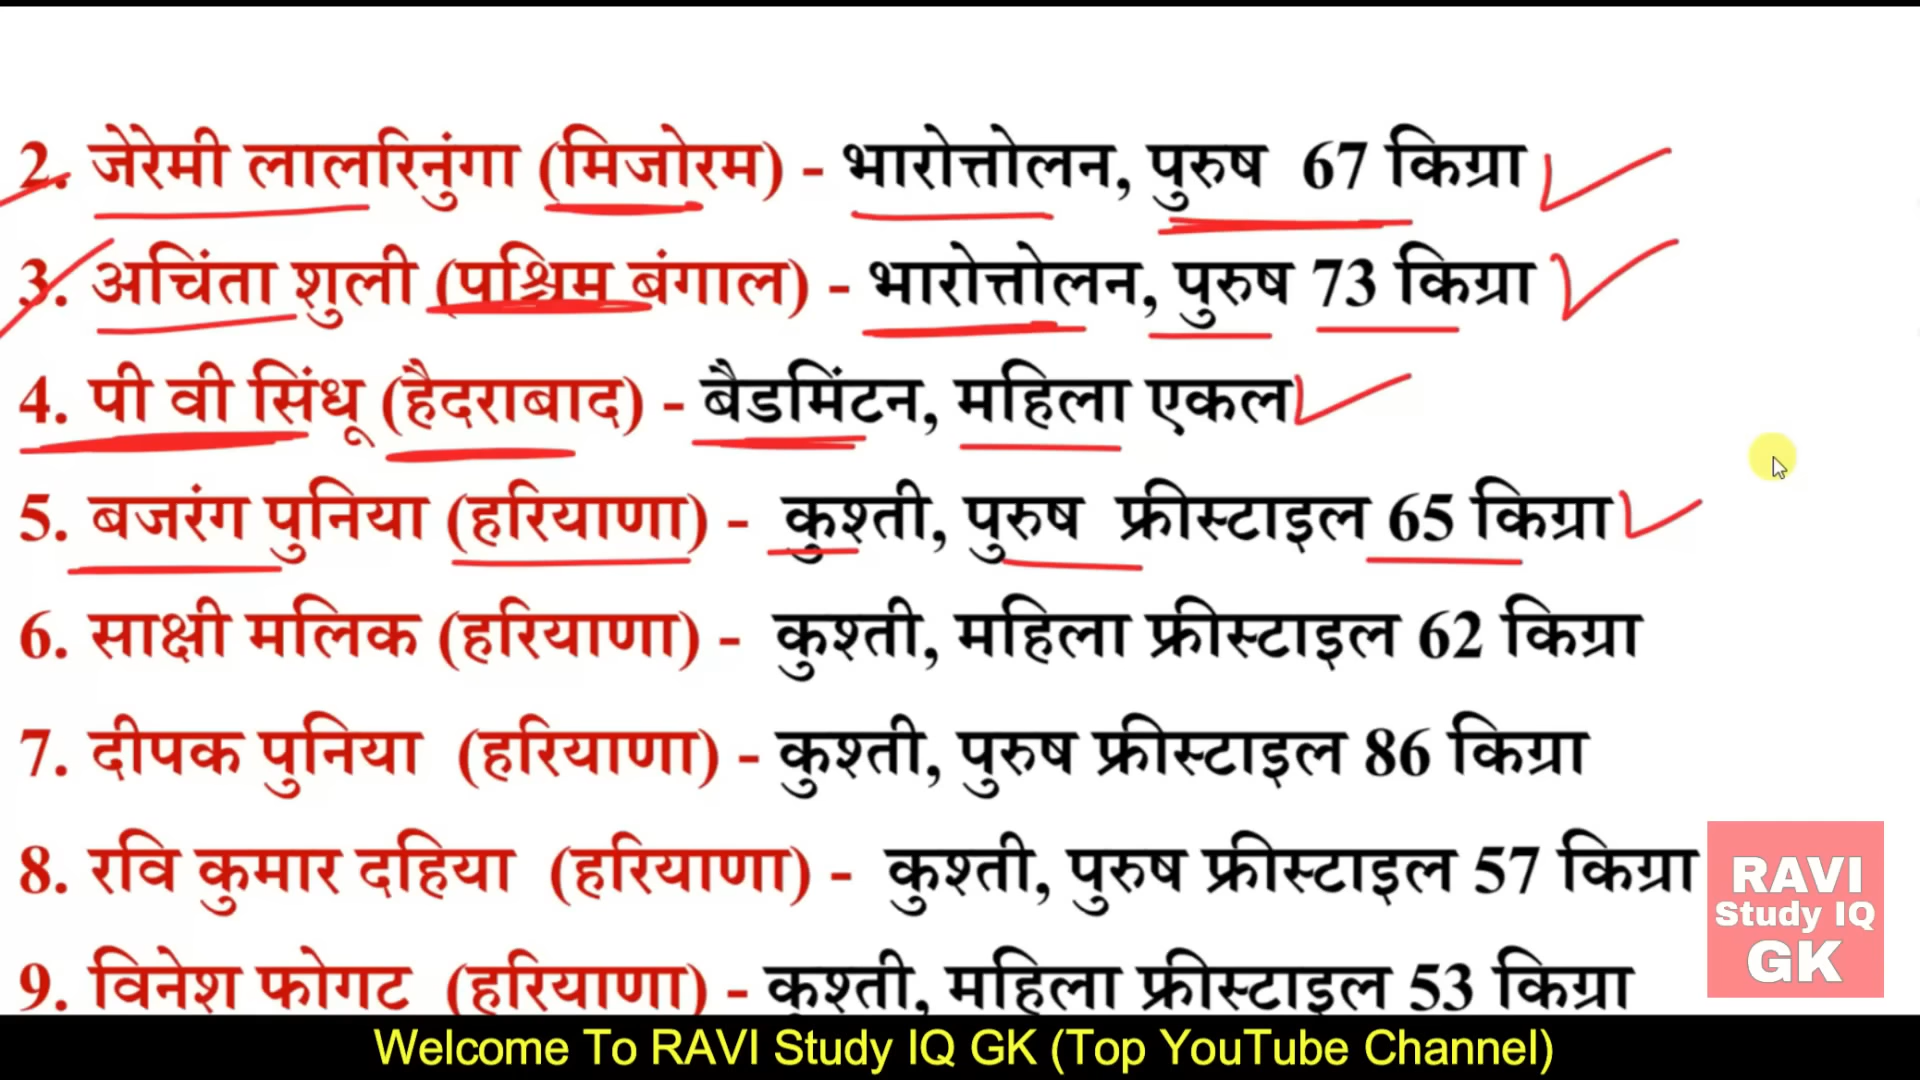 2. जेरेमी लालरिनुंगा (मिजोरम) - भारोत्तोलन, पुरुष 67 किग्रा
3. अचिंता शुली (पश्चिम बंगाल) - भारोत्तोलन, पुरुष 73 किग्रा
4. पी वी सिंधू (हैदराबाद) - बैडमिंटन, महिला एकल
5. बजरंग पुनिया (हरियाणा) - कुश्ती, पुरुष फ्रीस्टाइल 65 किग्रा
6. साक्षी मलिक (हरियाणा) - कुश्ती, महिला फ्रीस्टाइल 62 किग्रा
7. दीपक पुनिया (हरियाणा) - कुश्ती, पुरुष फ्रीस्टाइल 86 किग्रा
8. रवि कुमार दहिया (हरियाणा) - कुश्ती, पुरुष फ्रीस्टाइल 57 किग्रा
9. विनेश फोगट (हरियाणा) - कुश्ती, महिला फ्रीस्टाइल 53 किग्रा
RAVI
Study IQ
GK
Welcome To RAVI Study IQ GK (Top YouTube Channel)